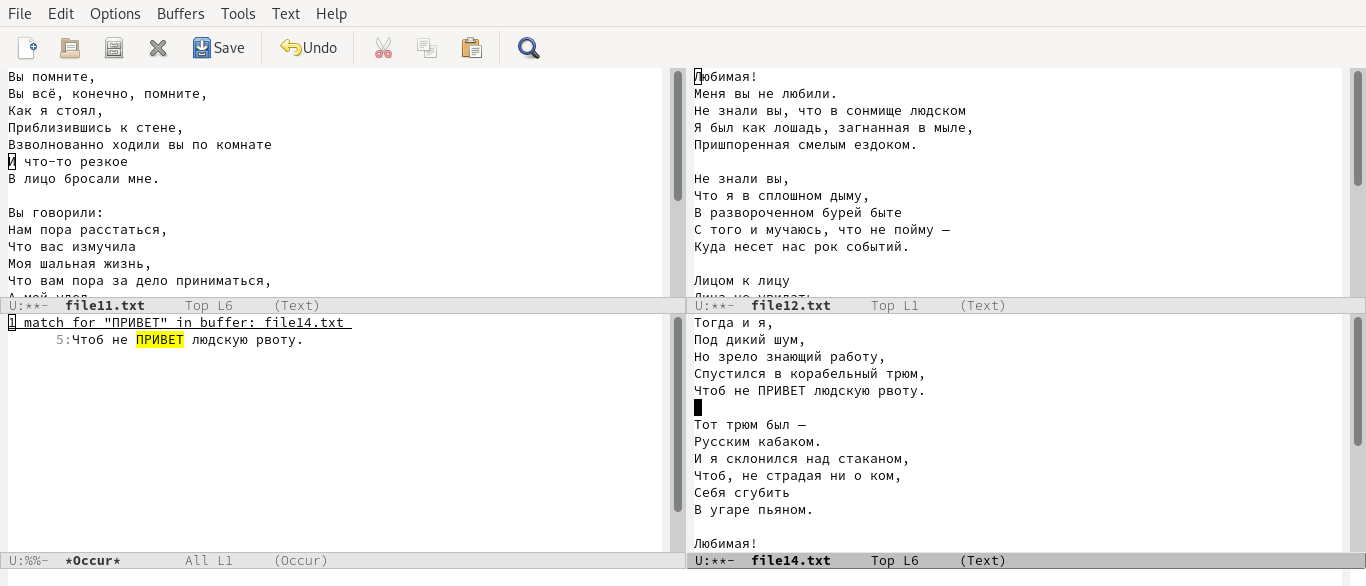 File Edit Options Buffers Tools Text Help
Save Undo
Вы помните,
Вы всё, конечно, помните,
Как я стоял,
Приблизившись к стене,
Взволнованно ходили вы по комнате
И что-то резкое
В лицо бросали мне.
Вы говорили:
Нам пора расстаться,
Что вас измучила
Моя шальная жизнь,
Что вам пора за дело приниматься,
А мой удел
U:**- file11.txt Top L6 (Text)
Любимая!
Меня вы не любили.
Не знали вы, что в сонмище людском
Я был как лошадь, загнанная в мыле,
Пришпоренная смелым ездоком.
Не знали вы,
Что я в сплошном дыму,
В развороченном бурей быте
С того и мучаюсь, что не пойму —
Куда несет нас рок событий.
Лицом к лицу
Лица не увидать
U:**- file12.txt Top L1 (Text)
1 match for "ПРИВЕТ" in buffer: file14.txt
5:Чтоб не ПРИВЕТ людскую рвоту.
U:%%- *Occur* All L1 (Occur)
Тогда и я,
Под дикий шум,
Но зрело знающий работу,
Спустился в корабельный трюм,
Чтоб не ПРИВЕТ людскую рвоту.
Тот трюм был —
Русским кабаком.
И я склонился над стаканом,
Чтоб, не страдая ни о ком,
Себя сгубить
В угаре пьяном.
Любимая!
U:**- file14.txt Top L6 (Text)